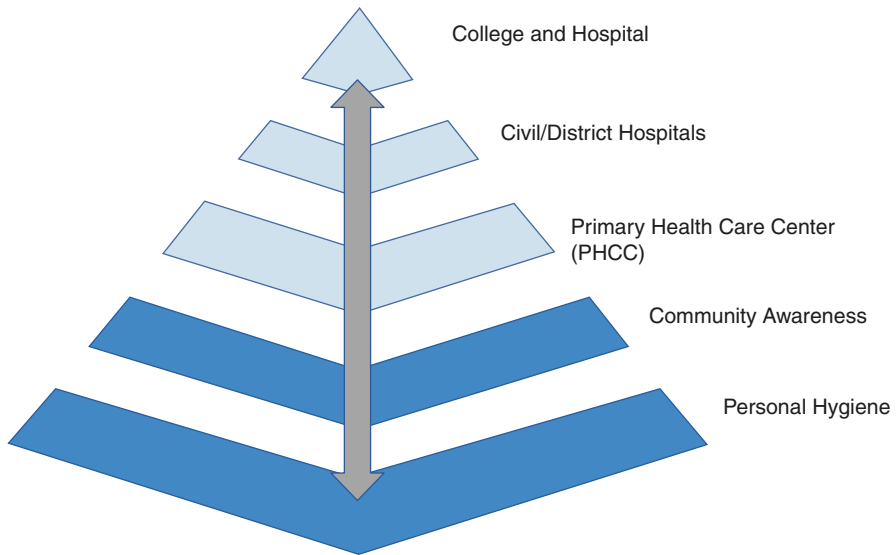 College and Hospital
Civil/District Hospitals
Primary Health Care Center
(PHCC)
Community Awareness
Personal Hygiene